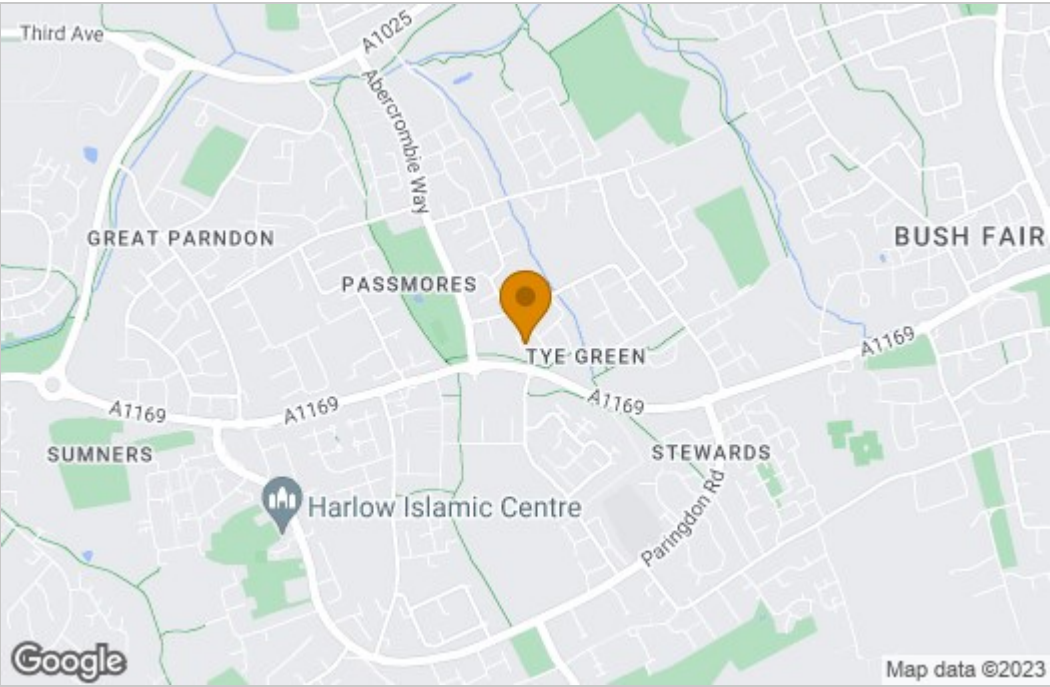 Third Ave
A1025
Abercrombie Way
GREAT PARNDON
BUSH FAIR
PASSMORES
TYE GREEN
A1169
A1169
A1169
A1169
SUMNERS
STEWARDS
Harlow Islamic Centre
Paringdon Rd
Google
Map data ©2023